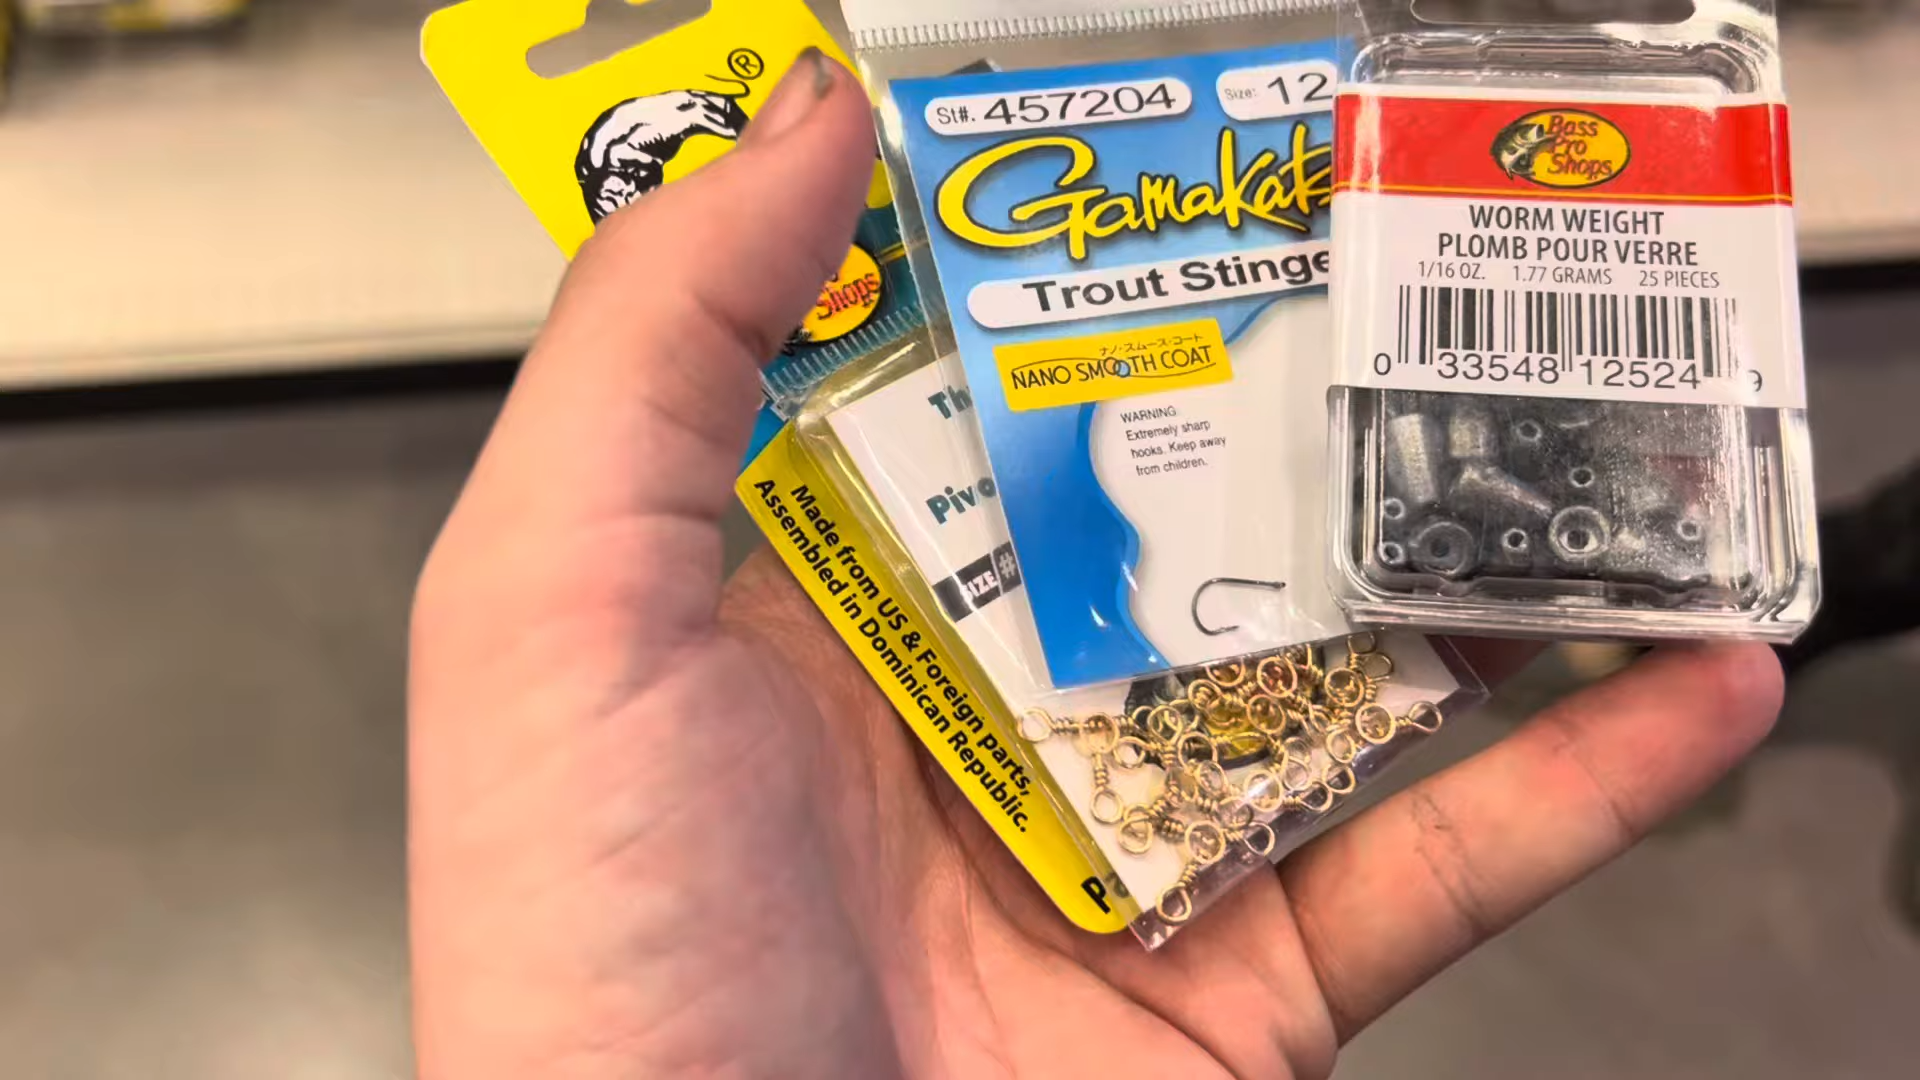 ®
Shops
Made from US & Foreign parts,
Assembled in Dominican Republic.
P
SIZE #
St#. 457204
Size: 12
Gamakats
Trout Stinge
ナノ・スムース・コート
NANO SMOOTH COAT
WARNING
Extremely sharp
hooks. Keep away
from children.
Bass
Pro
Shops
WORM WEIGHT
PLOMB POUR VERRE
1/16 OZ. 1.77 GRAMS 25 PIECES
0 33548 12524 9